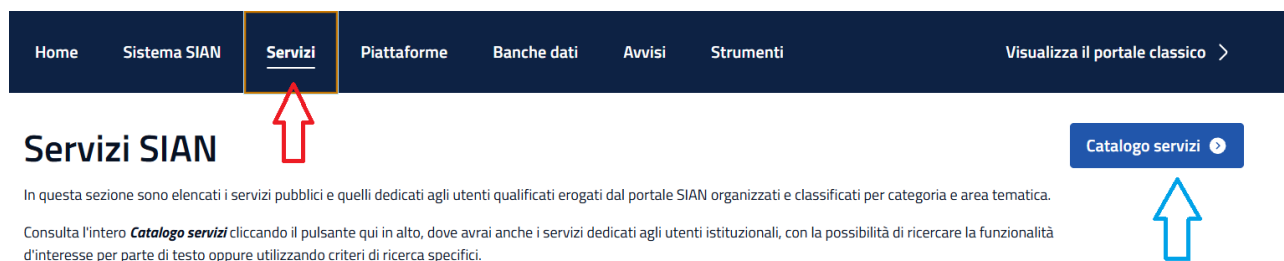 Home Sistema SIAN Servizi Piattaforme Banche dati Avvisi Strumenti Visualizza il portale classico
Servizi SIAN
Catalogo servizi
In questa sezione sono elencati i servizi pubblici e quelli dedicati agli utenti qualificati erogati dal portale SIAN organizzati e classificati per categoria e area tematica.
Consulta l'intero Catalogo servizi cliccando il pulsante qui in alto, dove avrai anche i servizi dedicati agli utenti istituzionali, con la possibilità di ricercare la funzionalità
d'interesse per parte di testo oppure utilizzando criteri di ricerca specifici.